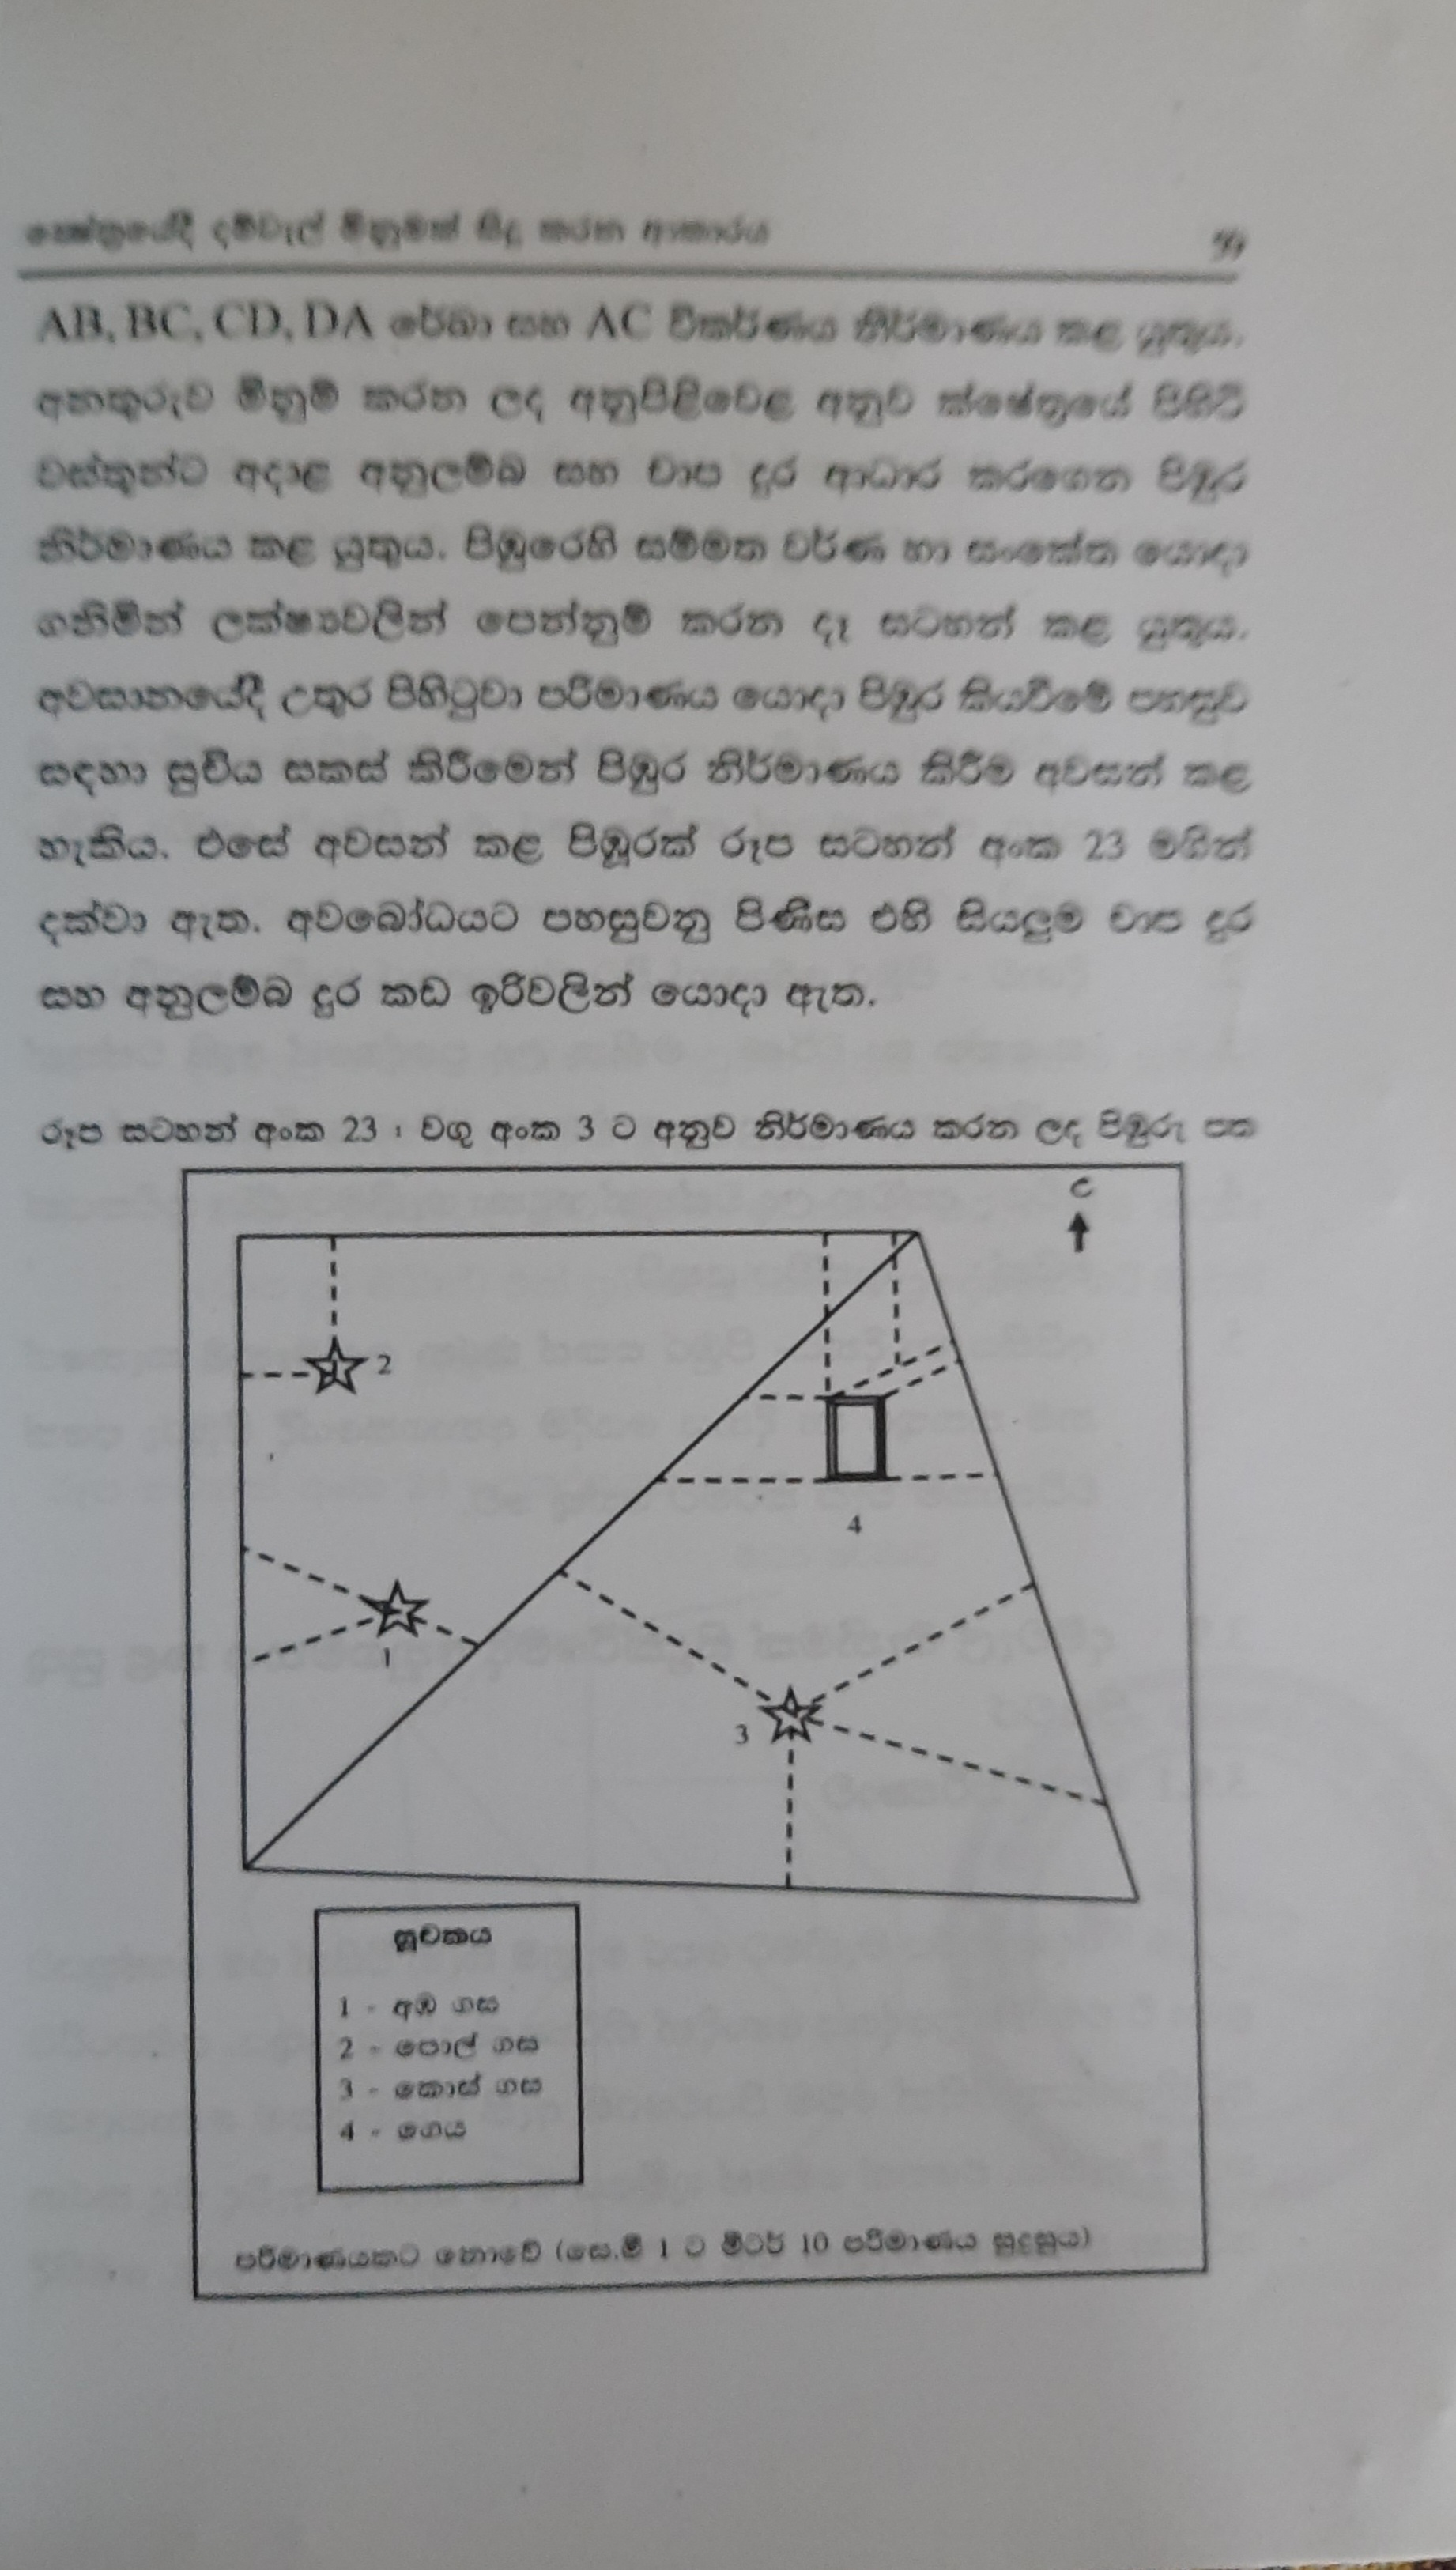 ක්ෂේත්‍රයේදී දම්වැල් මිනුමක් සිදු කරන ආකාරය
AB, BC, CD, DA රේඛා සහ AC විකර්ණය නිර්මාණය කළ යුතුය.
අනතුරුව මිනුම් කරන ලද අනුපිළිවෙළ අනුව ක්ෂේත්‍රයේ පිහිටි
වස්තූන්ට අදාළ අනුලම්බ සහ චාප දුර ආධාර කරගෙන පිඹුර
නිර්මාණය කළ යුතුය. පිඹුරෙහි සම්මත වර්ණ හා සංකේත යොදා
ගනිමින් ලක්ෂ්‍යවලින් පෙන්නුම් කරන දෑ සටහන් කළ යුතුය.
අවසානයේදී උතුර පිහිටුවා පරිමාණය යොදා පිඹුර කියවීමේ පහසුව
සඳහා සූචිය සකස් කිරීමෙන් පිඹුර නිර්මාණය කිරීම අවසන් කළ
හැකිය. එසේ අවසන් කළ පිඹූරක් රූප සටහන් අංක 23 මගින්
දක්වා ඇත. අවබෝධයට පහසුවනු පිණිස එහි සියලුම චාප දුර
සහ අනුලම්බ දුර කඩ ඉරිවලින් යොදා ඇත.
රූප සටහන් අංක 23 : වගු අංක 3 ට අනුව නිර්මාණය කරන ලද පිඹුරු පත
උ
2
4
1
3
සූචකය
1 - අඹ ගස
2 - පොල් ගස
3 - කොස් ගස
4 - ගෙය
පරිමාණයකට නොවේ (සෙ.මී 1 ට මීටර් 10 පරිමාණය සුදුසුය)